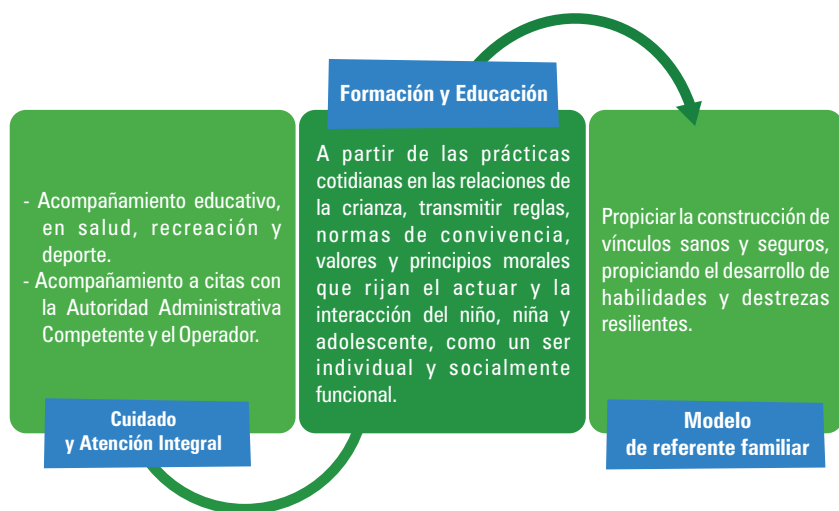 - Acompañamiento educativo,
en salud, recreación y
deporte.
- Acompañamiento a citas con
la Autoridad Administrativa
Competente y el Operador.
Cuidado
y Atención Integral
Formación y Educación
A partir de las prácticas
cotidianas en las relaciones de
la crianza, transmitir reglas,
normas de convivencia,
valores y principios morales
que rijan el actuar y la
interacción del niño, niña y
adolescente, como un ser
individual y socialmente
funcional.
Propiciar la construcción de
vínculos sanos y seguros,
propiciando el desarrollo de
habilidades y destrezas
resilientes.
Modelo
de referente familiar